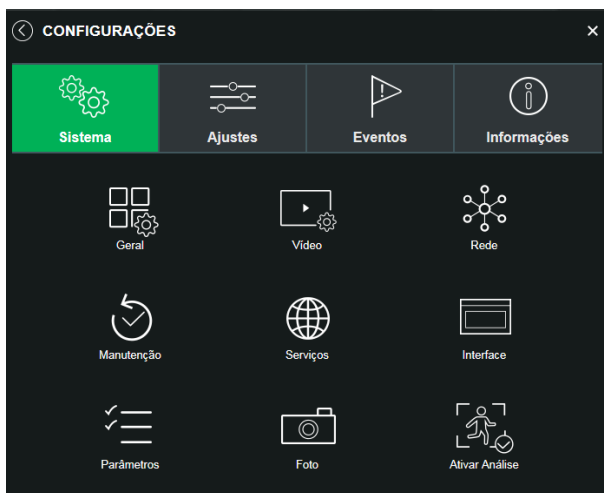 CONFIGURAÇÕES
Sistema
Ajustes
Eventos
Informações
Geral
Vídeo
Rede
Manutenção
Serviços
Interface
Parâmetros
Foto
Ativar Análise